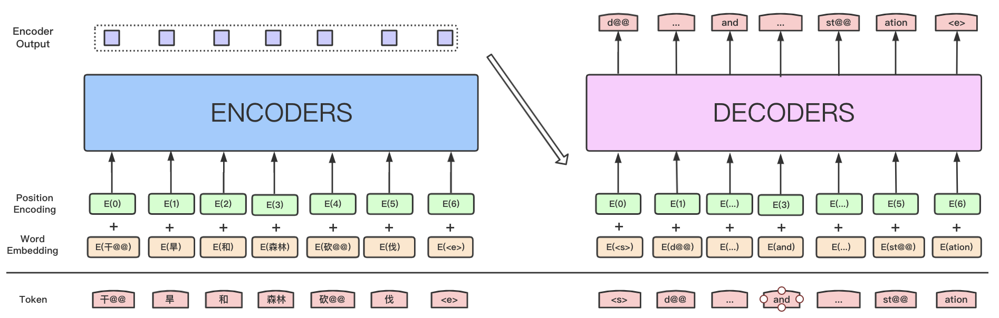 d@@ ... and ... st@@ ation <e>
Encoder
Output
ENCODERS
DECODERS
Position
Encoding
E(0) E(1) E(2) E(3) E(4) E(5) E(6)
E(0) E(1) E(...) E(3) E(...) E(5) E(6)
+ + + + + + +
+ + + + + + +
Word
Embedding
E(干@@) E(旱) E(和) E(森林) E(砍@@) E(伐) E(<e>)
E(<s>) E(d@@) E(...) E(and) E(...) E(st@@) E(ation)
Token
干@@ 旱 和 森林 砍@@ 伐 <e>
<s> d@@ ... and ... st@@ ation